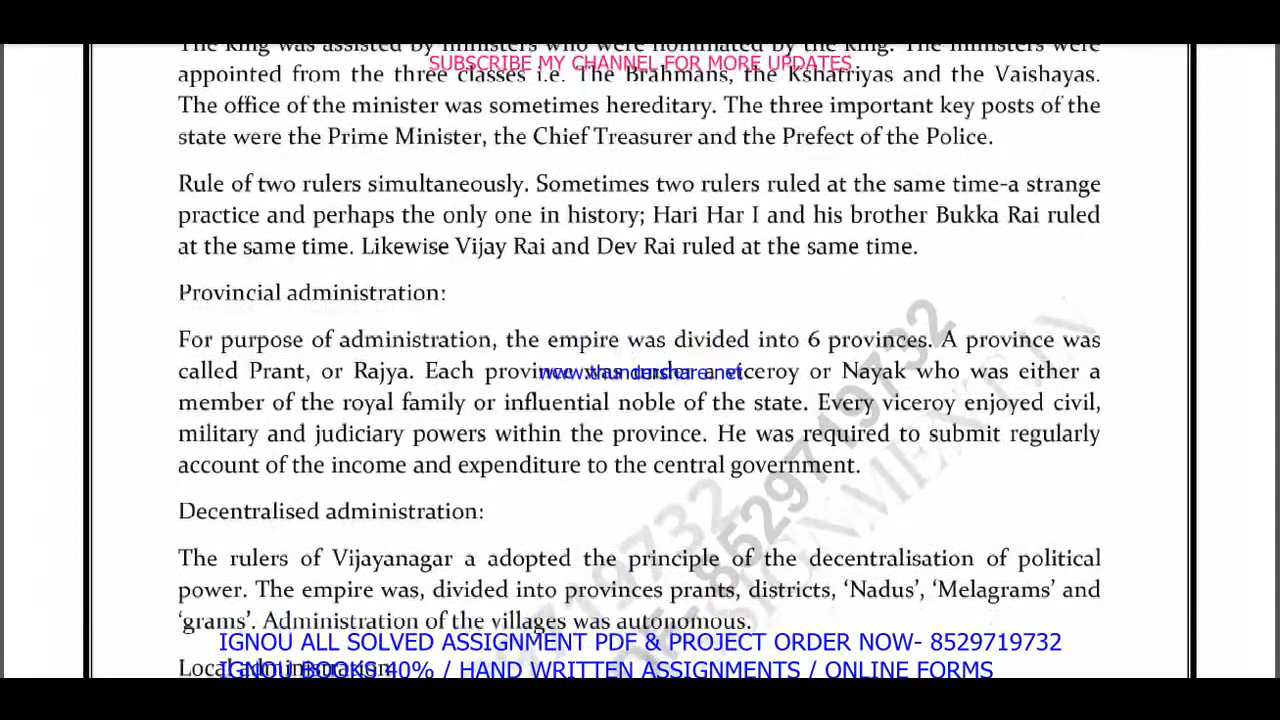 The king was assisted by ministers who were nominated by the king. The ministers were
SUBSCRIBE MY CHANNEL FOR MORE UPDATES
appointed from the three classes i.e. The Brahmans, the Kshatriyas and the Vaishayas.
The office of the minister was sometimes hereditary. The three important key posts of the
state were the Prime Minister, the Chief Treasurer and the Prefect of the Police.
Rule of two rulers simultaneously. Sometimes two rulers ruled at the same time-a strange
practice and perhaps the only one in history; Hari Har I and his brother Bukka Rai ruled
at the same time. Likewise Vijay Rai and Dev Rai ruled at the same time.
Provincial administration:
For purpose of administration, the empire was divided into 6 provinces. A province was
called Prant, or Rajya. Each province was under a viceroy or Nayak who was either a
www.thundershare.net
member of the royal family or influential noble of the state. Every viceroy enjoyed civil,
military and judiciary powers within the province. He was required to submit regularly
account of the income and expenditure to the central government.
Decentralised administration:
The rulers of Vijayanagar a adopted the principle of the decentralisation of political
power. The empire was, divided into provinces prants, districts, ‘Nadus’, ‘Melagrams’ and
‘grams’. Administration of the villages was autonomous.
IGNOU ALL SOLVED ASSIGNMENT PDF & PROJECT ORDER NOW- 8529719732
Local administration:
IGNOU BOOKS 40% / HAND WRITTEN ASSIGNMENTS / ONLINE FORMS
8529719732